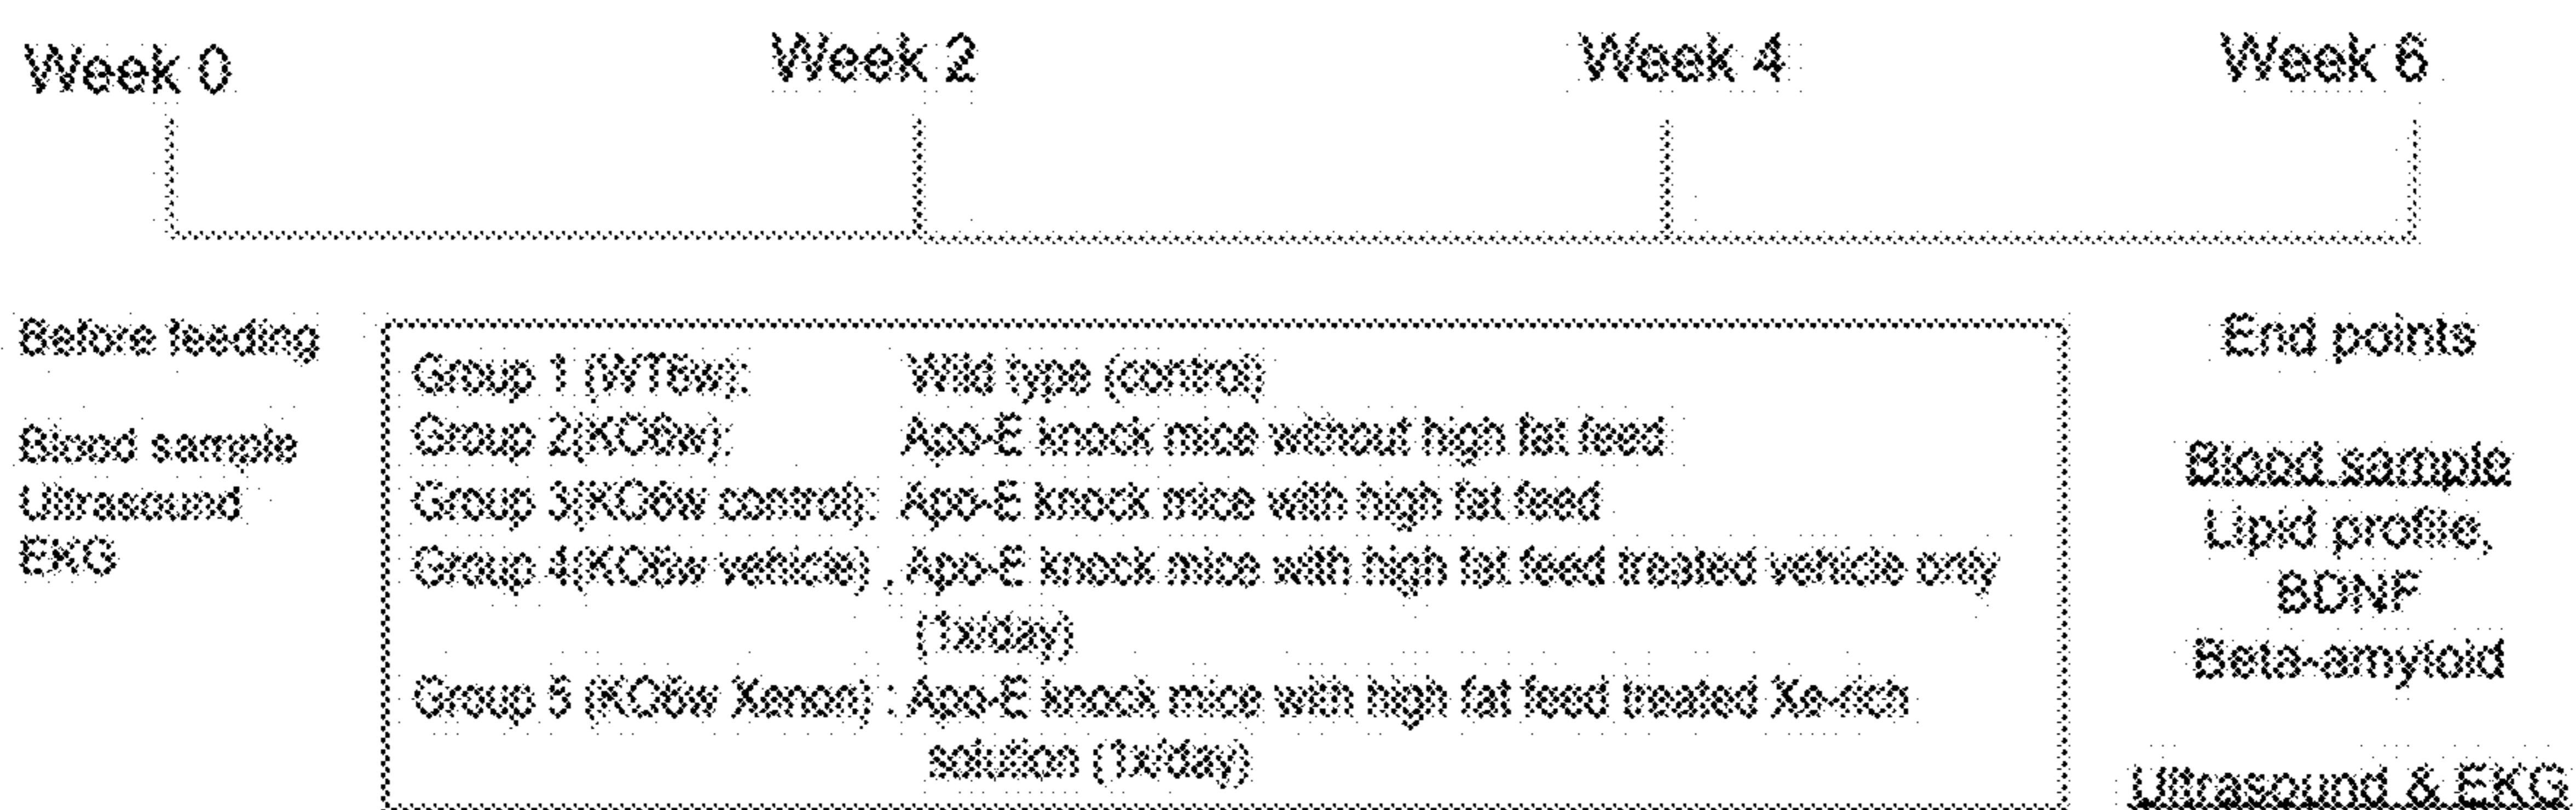 Week 0
Week 2
Week 4
Week 6
Before feeding
Blood sample
Ultrasound
EKG
Group 1 (WT6w): Wild type (control)
Group 2(KO6w): Apo-E knock mice without high fat feed
Group 3(KO6w control): Apo-E knock mice with high fat feed
Group 4(KO6w vehicle) : Apo-E knock mice with high fat feed treated vehicle only
(1x/day)
Group 5 (KO6w Xenon) : Apo-E knock mice with high fat feed treated Xe-rich
solution (1x/day)
End points
Blood sample
Lipid profile,
BDNF
Beta-amyloid
Ultrasound & EKG